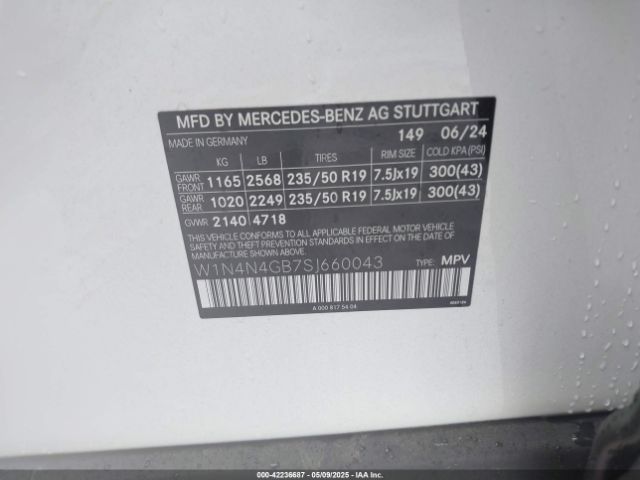 MFD BY MERCEDES-BENZ AG STUTTGART
MADE IN GERMANY 149 06/24
KG LB TIRES RIM SIZE COLD KPA (PSI)
GAWR FRONT 1165 2568 235/50 R19 7.5Jx19 300(43)
GAWR REAR 1020 2249 235/50 R19 7.5Jx19 300(43)
GVWR 2140 4718
THIS VEHICLE CONFORMS TO ALL APPLICABLE U.S. FEDERAL MOTOR VEHICLE
SAFETY AND THEFT PREVENTION STANDARDS IN EFFECT ON THE DATE OF
MANUFACTURE SHOWN ABOVE.
W1N4N4GB7SJ660043 TYPE: MPV
A 000 817 54 04
000-42236687 - 05/09/2025 - IAAI.COM